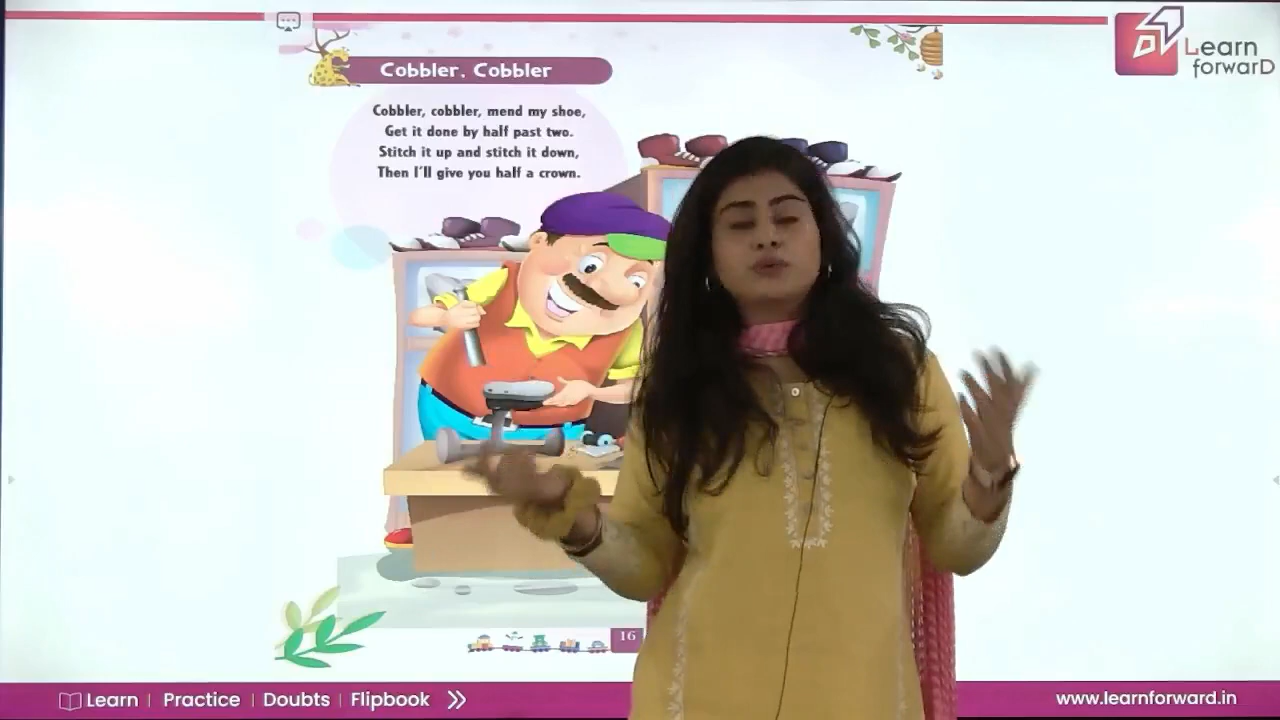 Learn
forwarD
Cobbler, Cobbler
Cobbler, cobbler, mend my shoe,
Get it done by half past two.
Stitch it up and stitch it down,
Then I'll give you half a crown.
16
Learn | Practice | Doubts | Flipbook
www.learnforward.in